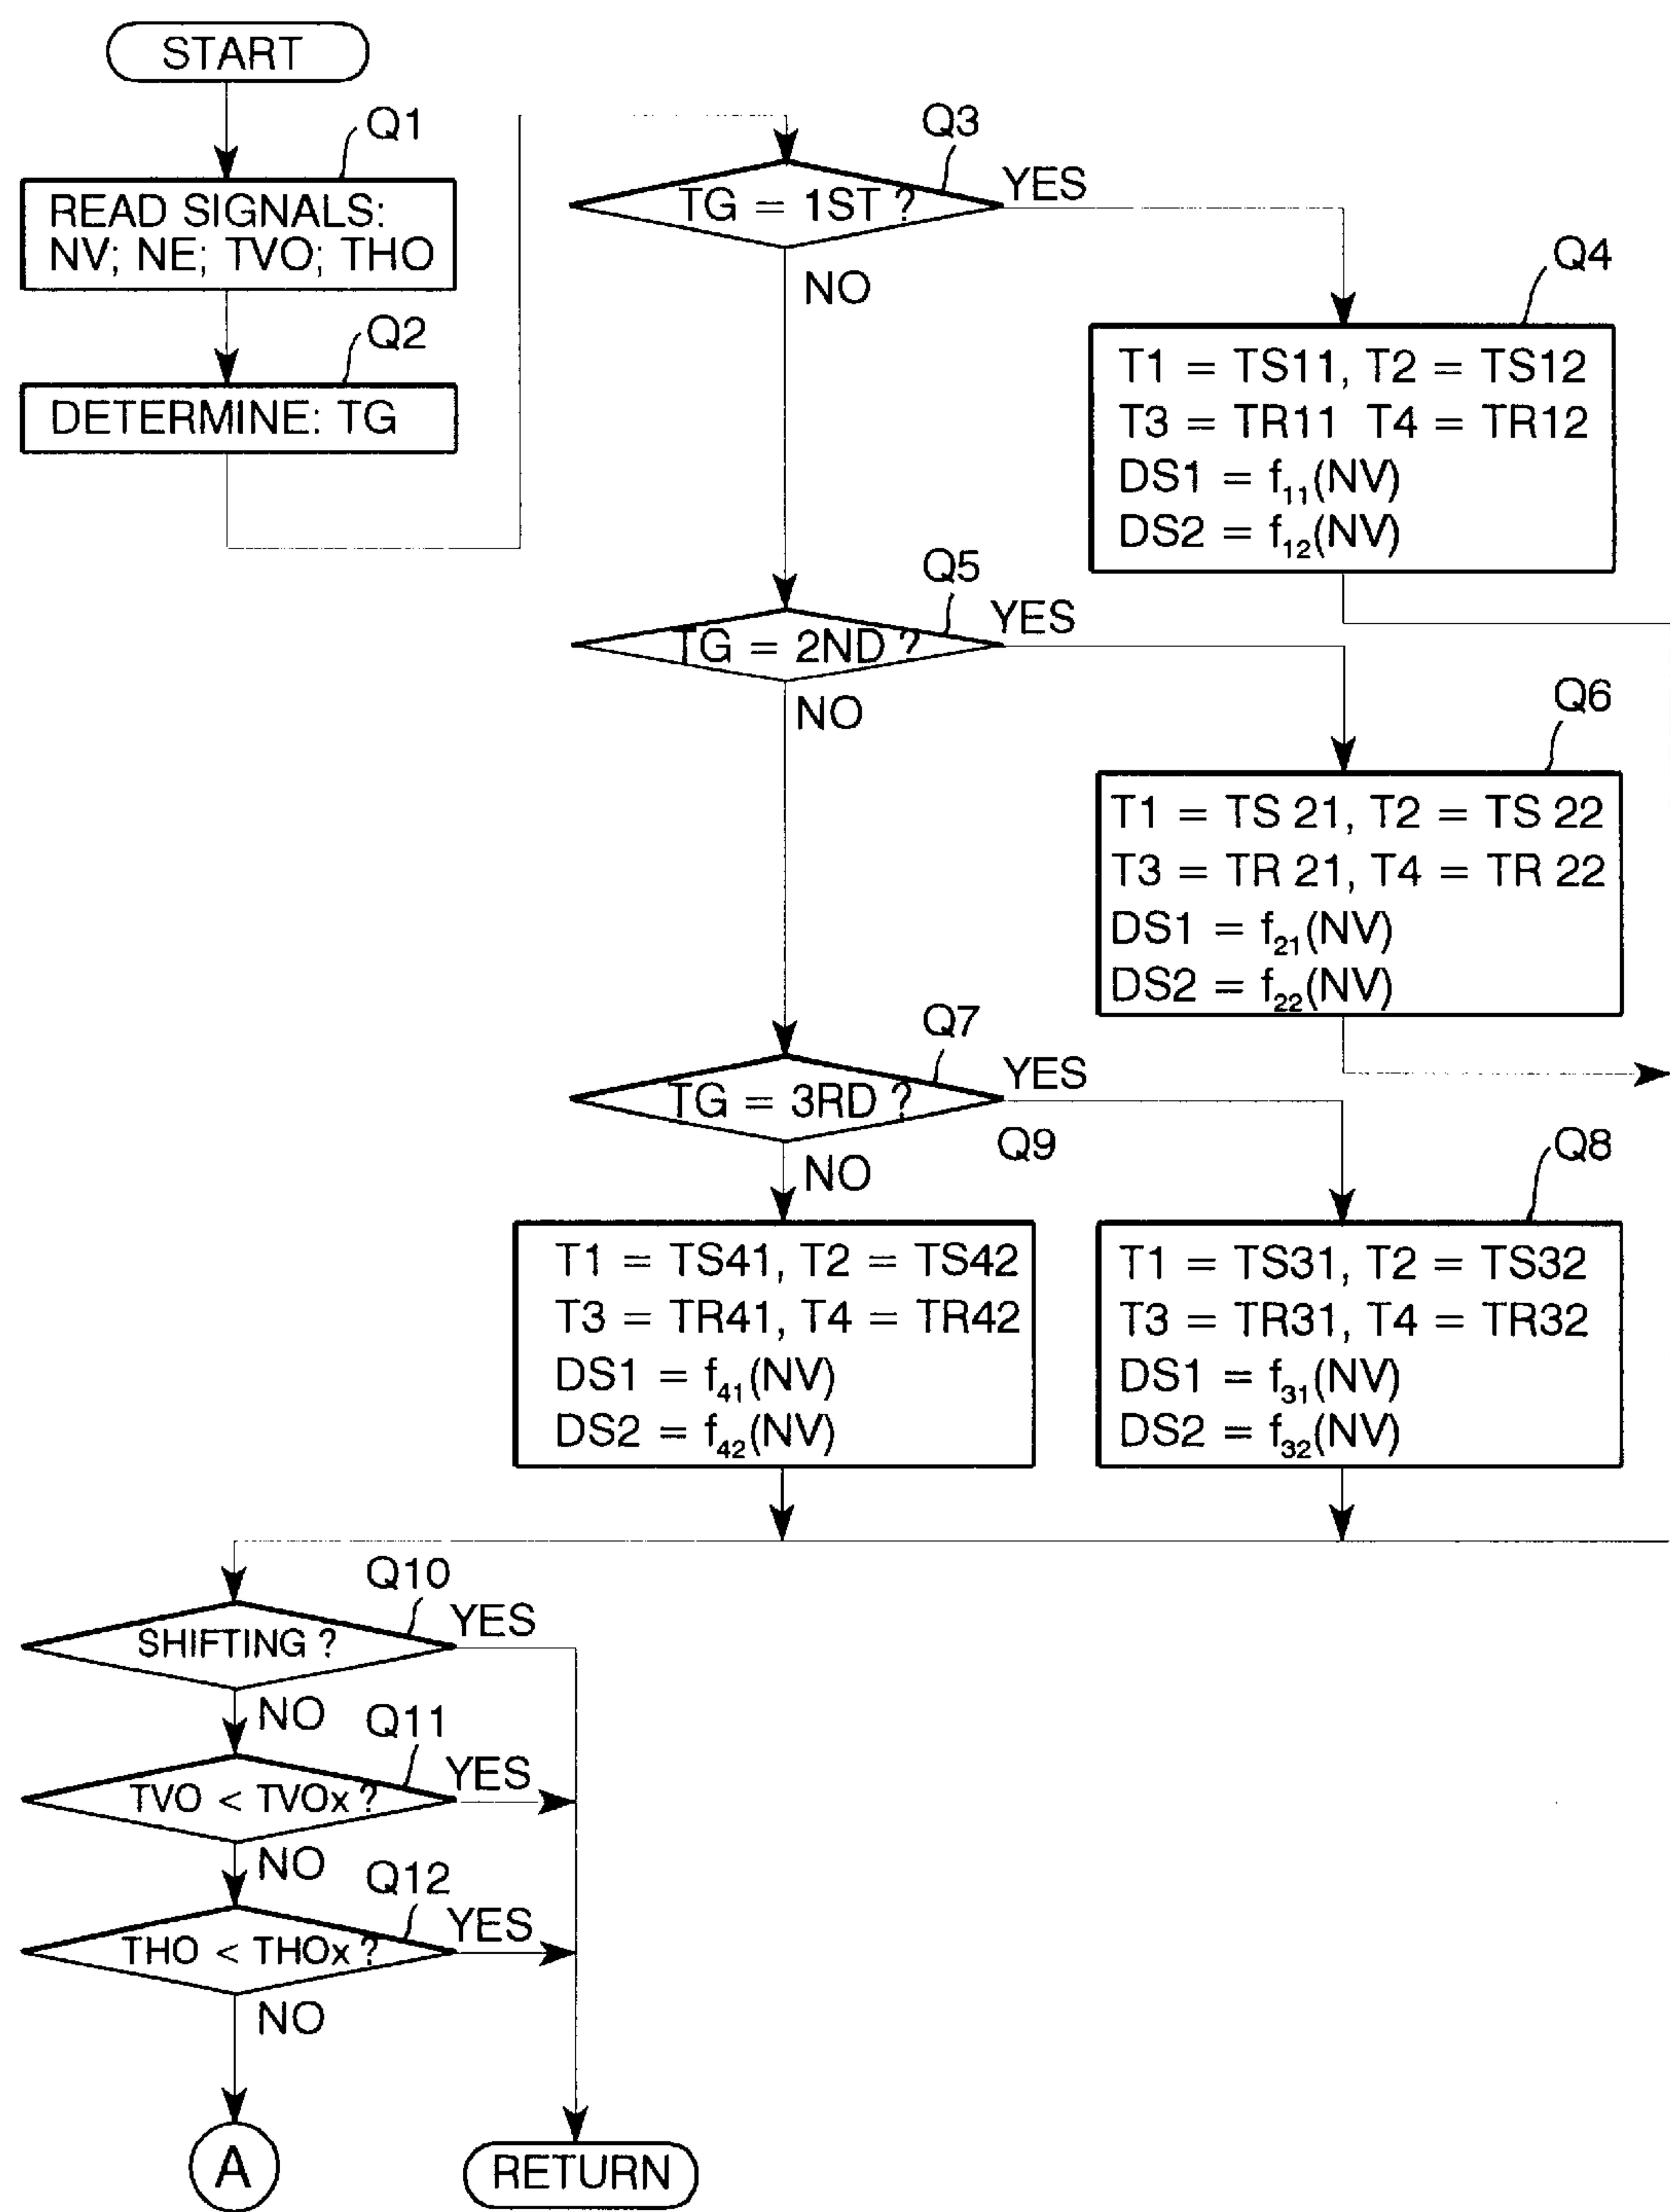 START
Q1
READ SIGNALS:
NV; NE; TVO; THO
Q2
DETERMINE: TG
Q3
TG = 1ST ?
YES
NO
Q4
T1 = TS11, T2 = TS12
T3 = TR11 T4 = TR12
DS1 = f₁₁(NV)
DS2 = f₁₂(NV)
Q5
TG = 2ND ?
YES
NO
Q6
T1 = TS 21, T2 = TS 22
T3 = TR 21, T4 = TR 22
DS1 = f₂₁(NV)
DS2 = f₂₂(NV)
Q7
TG = 3RD ?
YES
NO
Q9
T1 = TS41, T2 = TS42
T3 = TR41, T4 = TR42
DS1 = f₄₁(NV)
DS2 = f₄₂(NV)
Q8
T1 = TS31, T2 = TS32
T3 = TR31, T4 = TR32
DS1 = f₃₁(NV)
DS2 = f₃₂(NV)
Q10
SHIFTING ?
YES
NO
Q11
TVO < TVOx ?
YES
NO
Q12
THO < THOx ?
YES
NO
A
RETURN